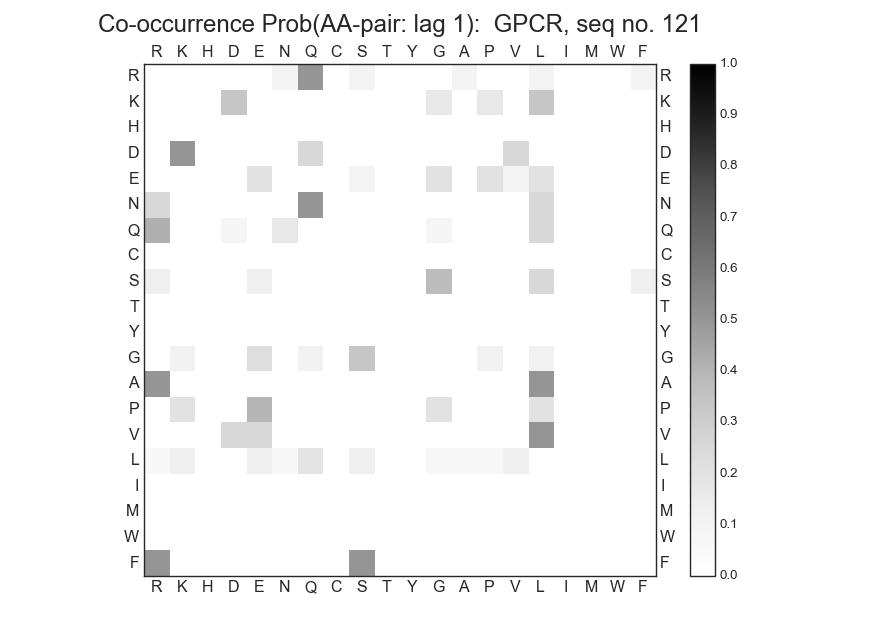 Co-occurrence Prob(AA-pair: lag 1):  GPCR, seq no. 121
R K H D E N Q C S T Y G A P V L I M W F
R R 1.0
K K 0.9
H H
D D 0.8
E E 0.7
N N
Q Q 0.6
C C
S S 0.5
T T
Y Y
G G 0.4
A A
P P 0.3
V V
L L 0.2
I I
M M 0.1
W W
F F 0.0
R K H D E N Q C S T Y G A P V L I M W F